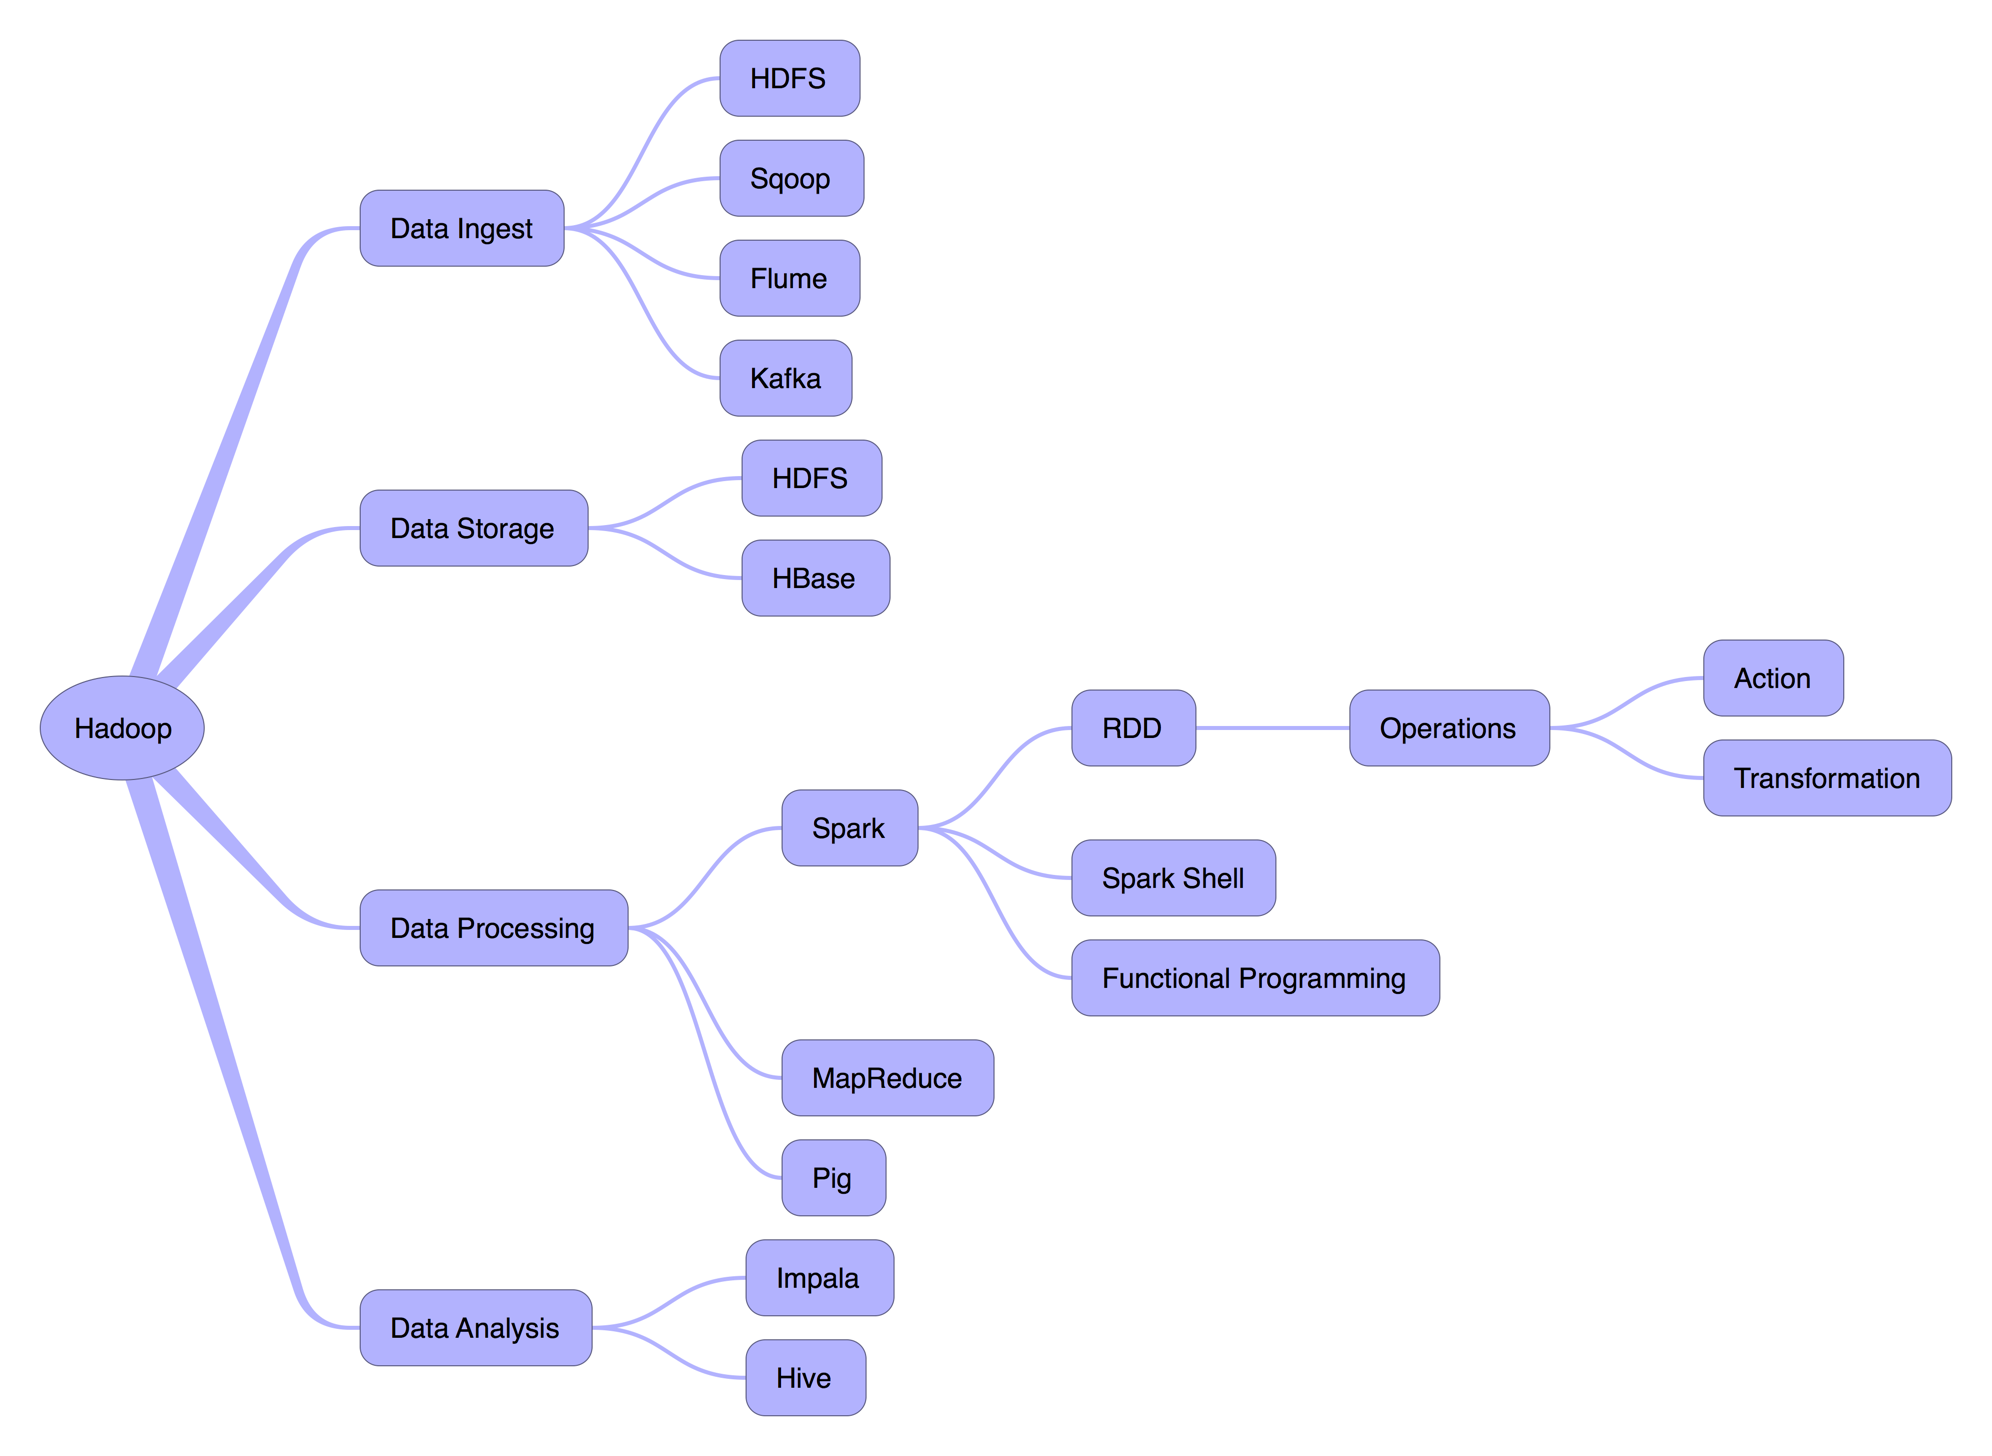 Hadoop
Data Ingest
HDFS
Sqoop
Flume
Kafka
Data Storage
HDFS
HBase
Data Processing
Spark
RDD
Operations
Action
Transformation
Spark Shell
Functional Programming
MapReduce
Pig
Data Analysis
Impala
Hive